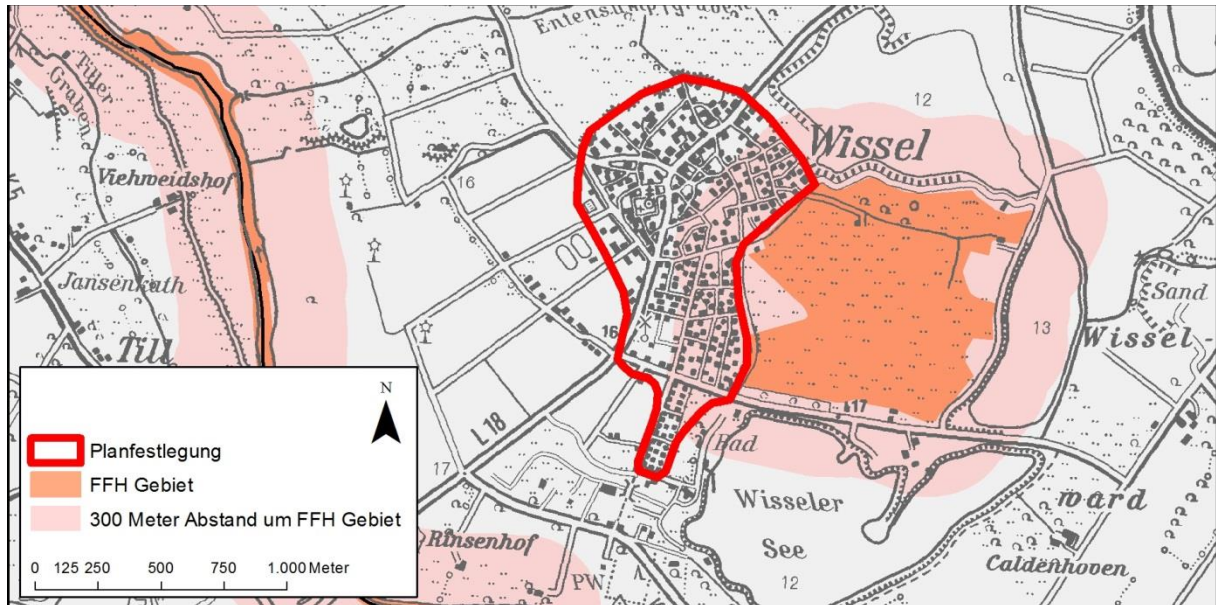 Entensumpfgraben
Tiller
Graben
12
Wissel
Viehweidshof
16
Jansenkath
Sand
13
16
Wissel -
Till
L 18
17
Bad
17
Wisseler
ward
See
Rinsenhof
PW
12
Caldenhoven
N
Planfestlegung
FFH Gebiet
300 Meter Abstand um FFH Gebiet
0 125 250 500 750 1.000 Meter